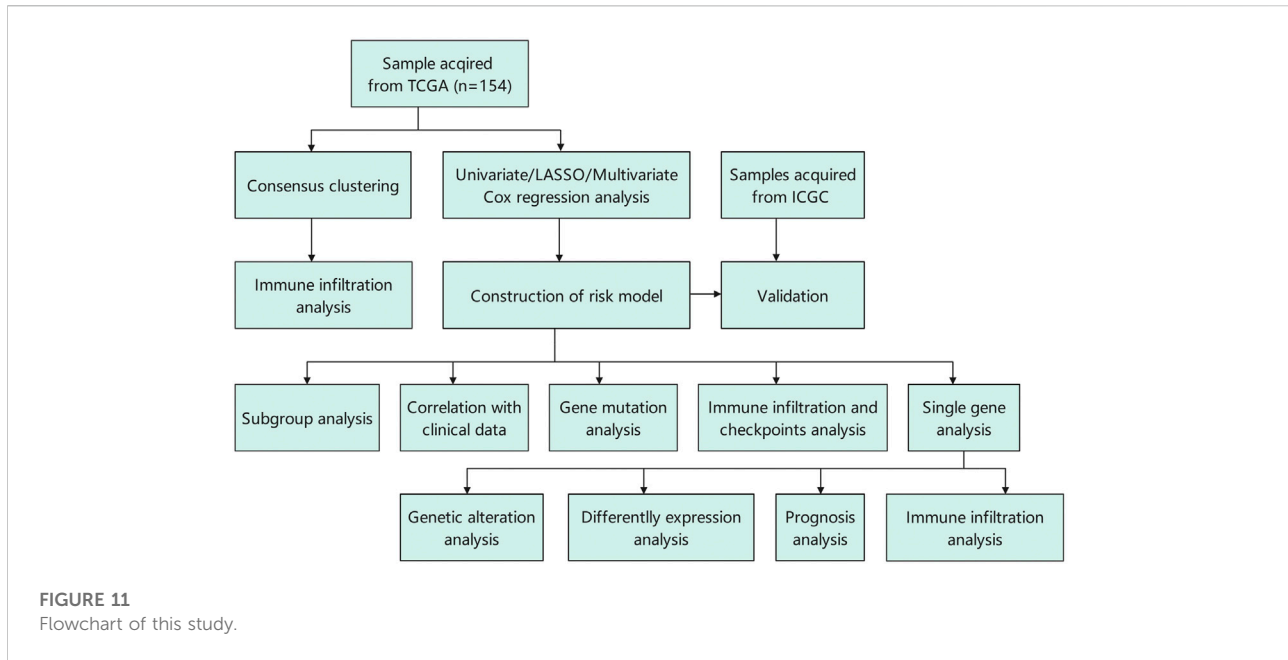 Sample acqired
from TCGA (n=154)
Consensus clustering
Univariate/LASSO/Multivariate
Cox regression analysis
Samples acquired
from ICGC
Immune infiltration
analysis
Construction of risk model
Validation
Subgroup analysis
Correlation with
clinical data
Gene mutation
analysis
Immune infiltration and
checkpoints analysis
Single gene
analysis
Genetic alteration
analysis
Differentlly expression
analysis
Prognosis
analysis
Immune infiltration
analysis
FIGURE 11
Flowchart of this study.